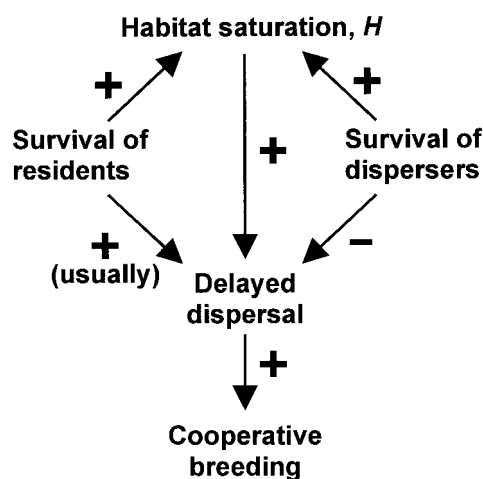 Habitat saturation, H
+
+
Survival of
residents
+
Survival of
dispersers
+
(usually)
−
Delayed
dispersal
+
Cooperative
breeding